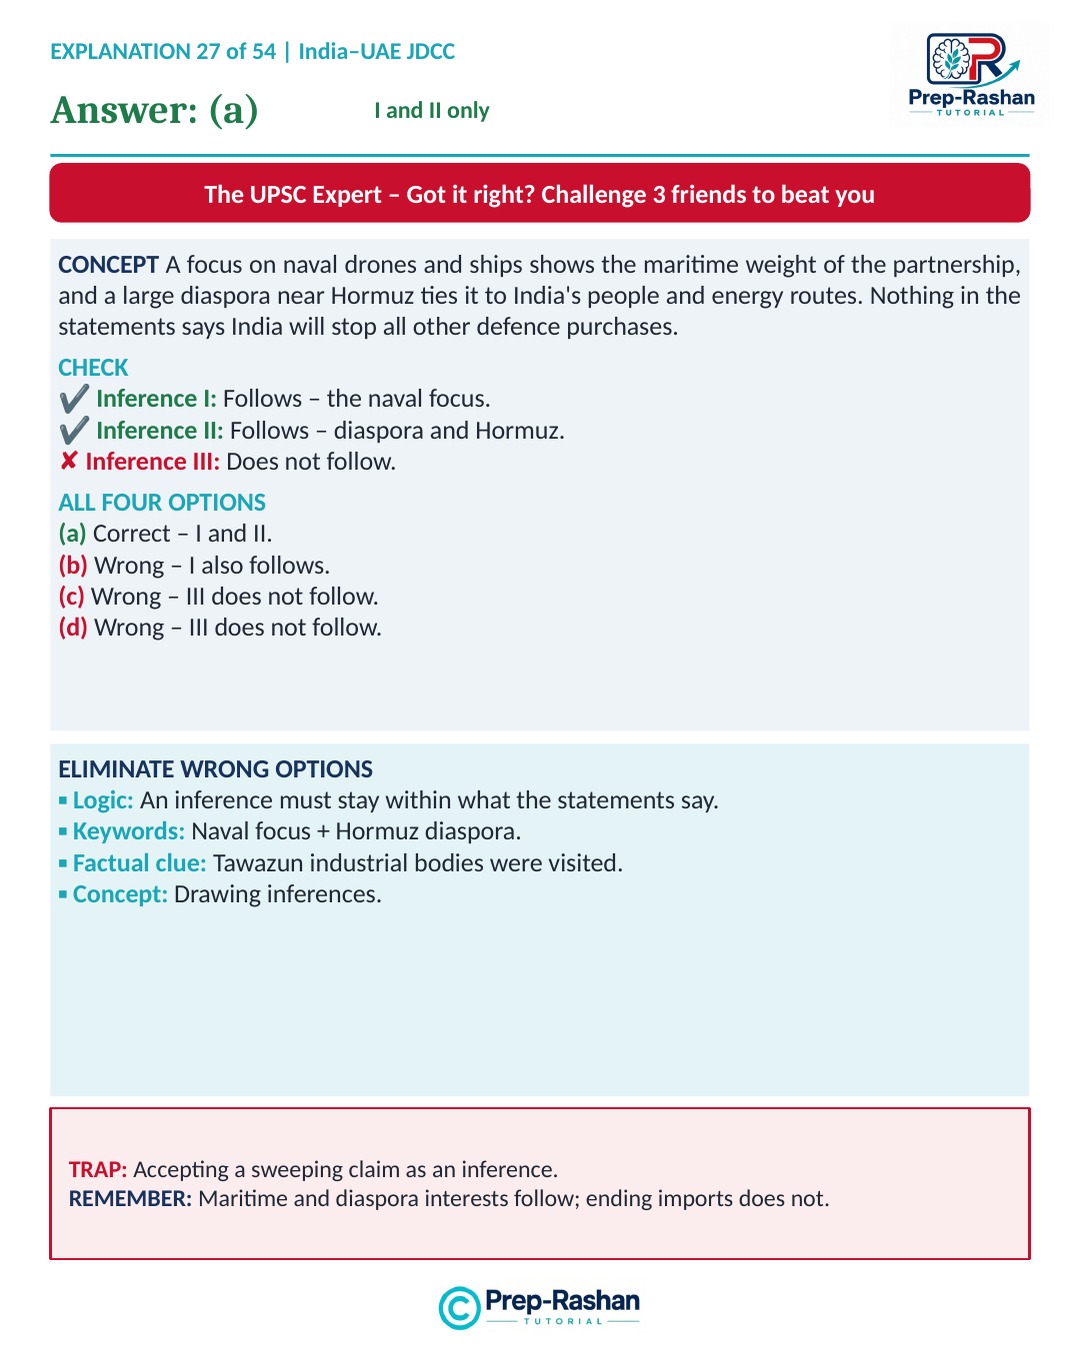 EXPLANATION 27 of 54 | India–UAE JDCC
Prep-Rashan
TUTORIAL
Answer: (a) I and II only
The UPSC Expert – Got it right? Challenge 3 friends to beat you
CONCEPT A focus on naval drones and ships shows the maritime weight of the partnership,
and a large diaspora near Hormuz ties it to India's people and energy routes. Nothing in the
statements says India will stop all other defence purchases.
CHECK
✔ Inference I: Follows – the naval focus.
✔ Inference II: Follows – diaspora and Hormuz.
✘ Inference III: Does not follow.
ALL FOUR OPTIONS
(a) Correct – I and II.
(b) Wrong – I also follows.
(c) Wrong – III does not follow.
(d) Wrong – III does not follow.
ELIMINATE WRONG OPTIONS
▪ Logic: An inference must stay within what the statements say.
▪ Keywords: Naval focus + Hormuz diaspora.
▪ Factual clue: Tawazun industrial bodies were visited.
▪ Concept: Drawing inferences.
TRAP: Accepting a sweeping claim as an inference.
REMEMBER: Maritime and diaspora interests follow; ending imports does not.
© Prep-Rashan
TUTORIAL